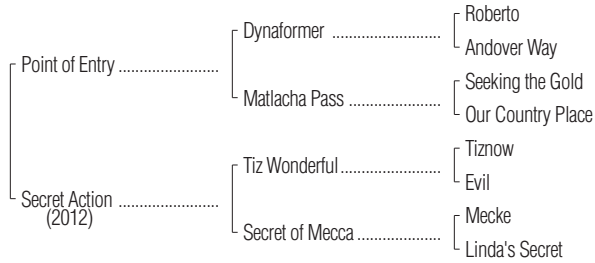 Roberto
Dynaformer ........................
Andover Way
Point of Entry ......................
Seeking the Gold
Matlacha Pass ....................
Our Country Place
Tiznow
Tiz Wonderful ......................
Evil
Secret Action ......................
(2012)
Mecke
Secret of Mecca ..................
Linda's Secret